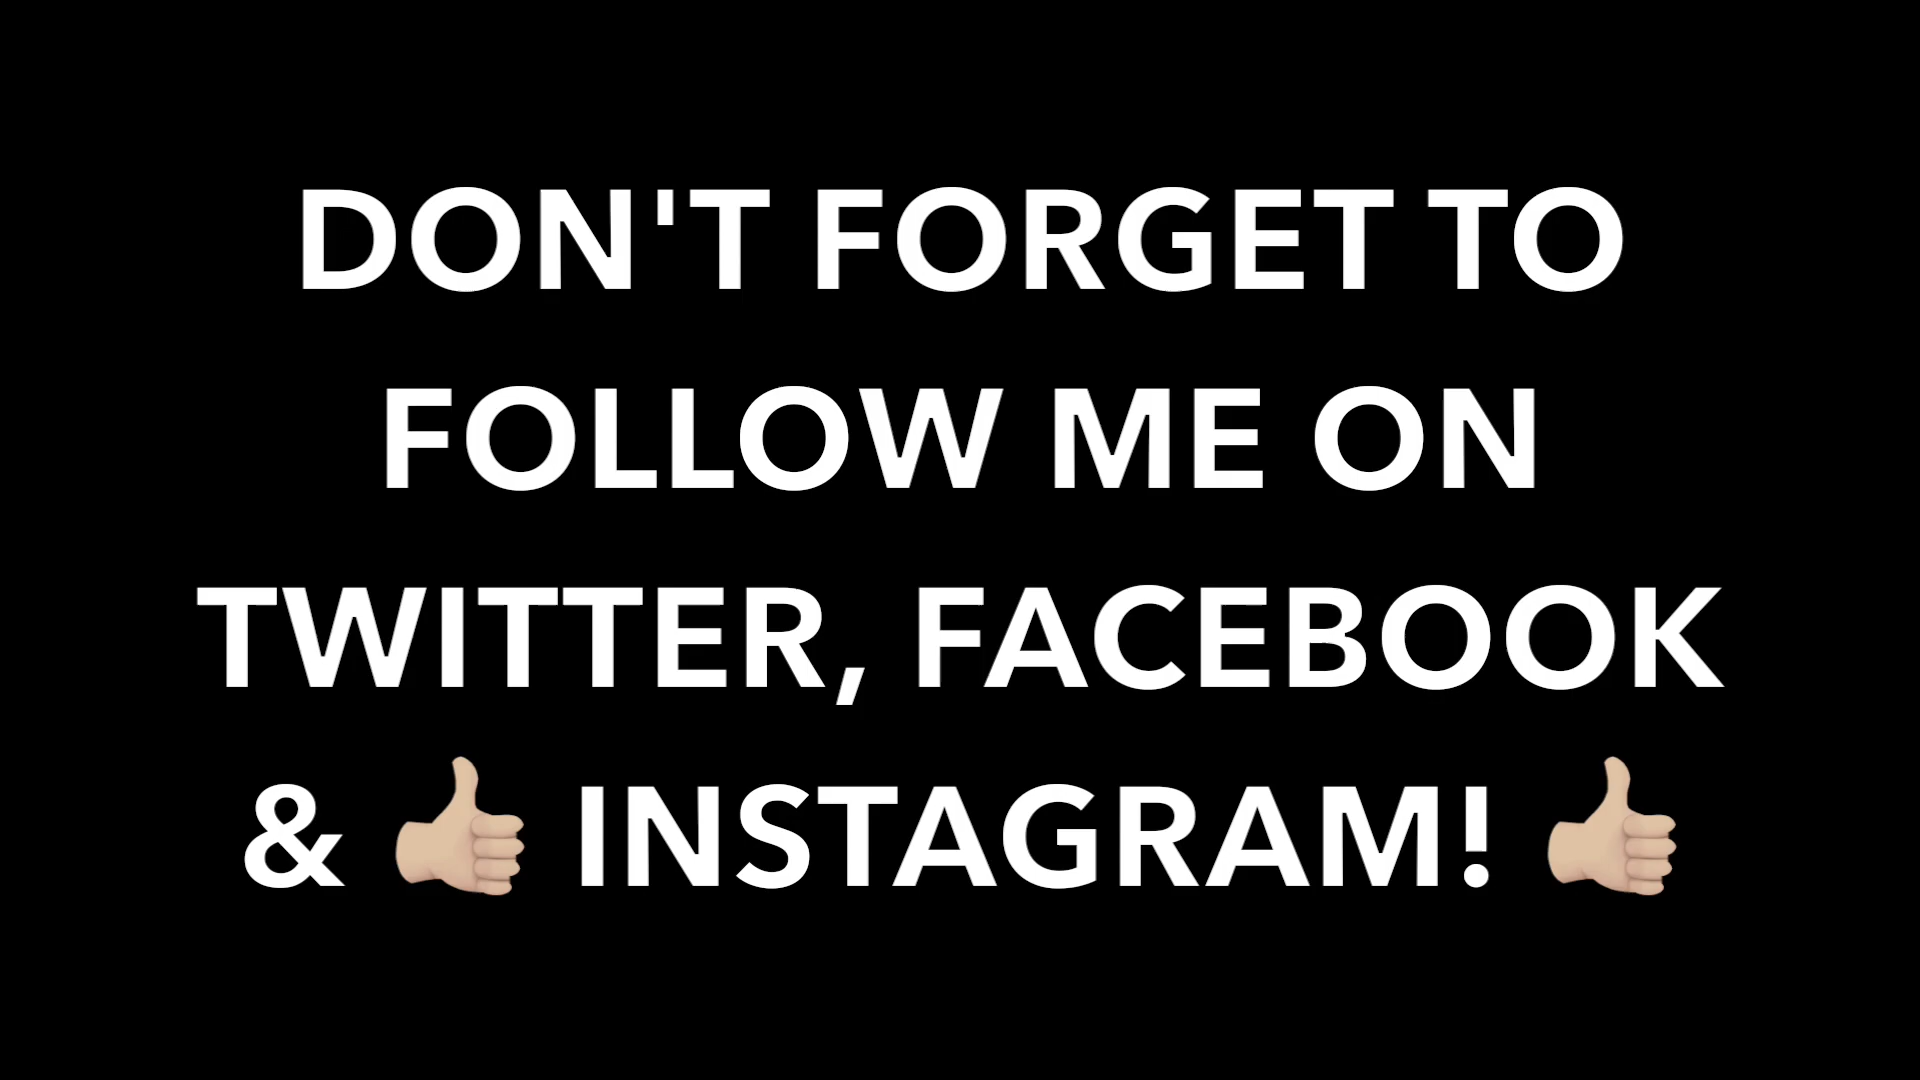 DON'T FORGET TO
FOLLOW ME ON
TWITTER, FACEBOOK
& 👍🏼 INSTAGRAM! 👍🏼